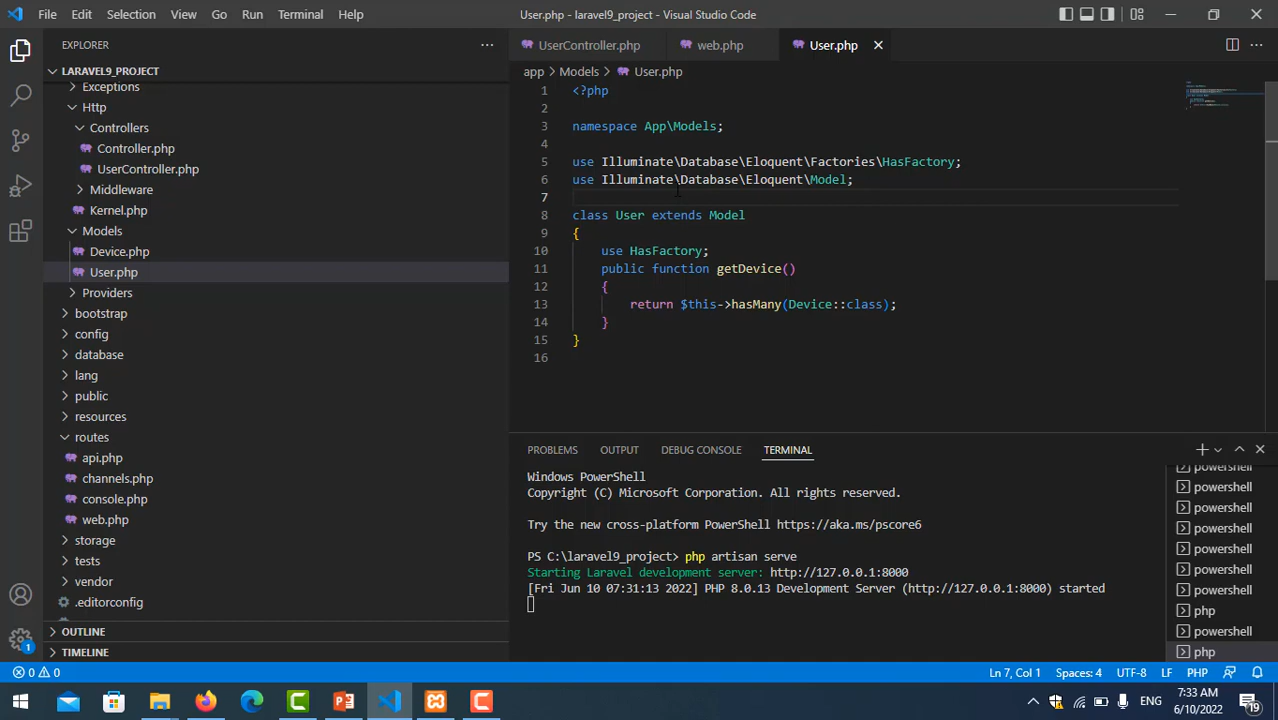 File Edit Selection View Go Run Terminal Help
User.php - laravel9_project - Visual Studio Code
EXPLORER
LARAVEL9_PROJECT
Exceptions
Http
Controllers
Controller.php
UserController.php
Middleware
Kernel.php
Models
Device.php
User.php
Providers
bootstrap
config
database
lang
public
resources
routes
api.php
channels.php
console.php
web.php
storage
tests
vendor
.editorconfig
OUTLINE
TIMELINE
UserController.php web.php User.php
app > Models > User.php
1 <?php
2
3 namespace App\Models;
4
5 use Illuminate\Database\Eloquent\Factories\HasFactory;
6 use Illuminate\Database\Eloquent\Model;
7
8 class User extends Model
9 {
10 use HasFactory;
11 public function getDevice()
12 {
13 return $this->hasMany(Device::class);
14 }
15 }
16
PROBLEMS OUTPUT DEBUG CONSOLE TERMINAL
Windows PowerShell
Copyright (C) Microsoft Corporation. All rights reserved.
Try the new cross-platform PowerShell https://aka.ms/pscore6
PS C:\laravel9_project> php artisan serve
Starting Laravel development server: http://127.0.0.1:8000
[Fri Jun 10 07:31:13 2022] PHP 8.0.13 Development Server (http://127.0.0.1:8000) started
powershell
powershell
powershell
powershell
powershell
powershell
powershell
php
powershell
php
1
0 0
Ln 7, Col 1 Spaces: 4 UTF-8 LF PHP
ENG
7:33 AM
6/10/2022
19